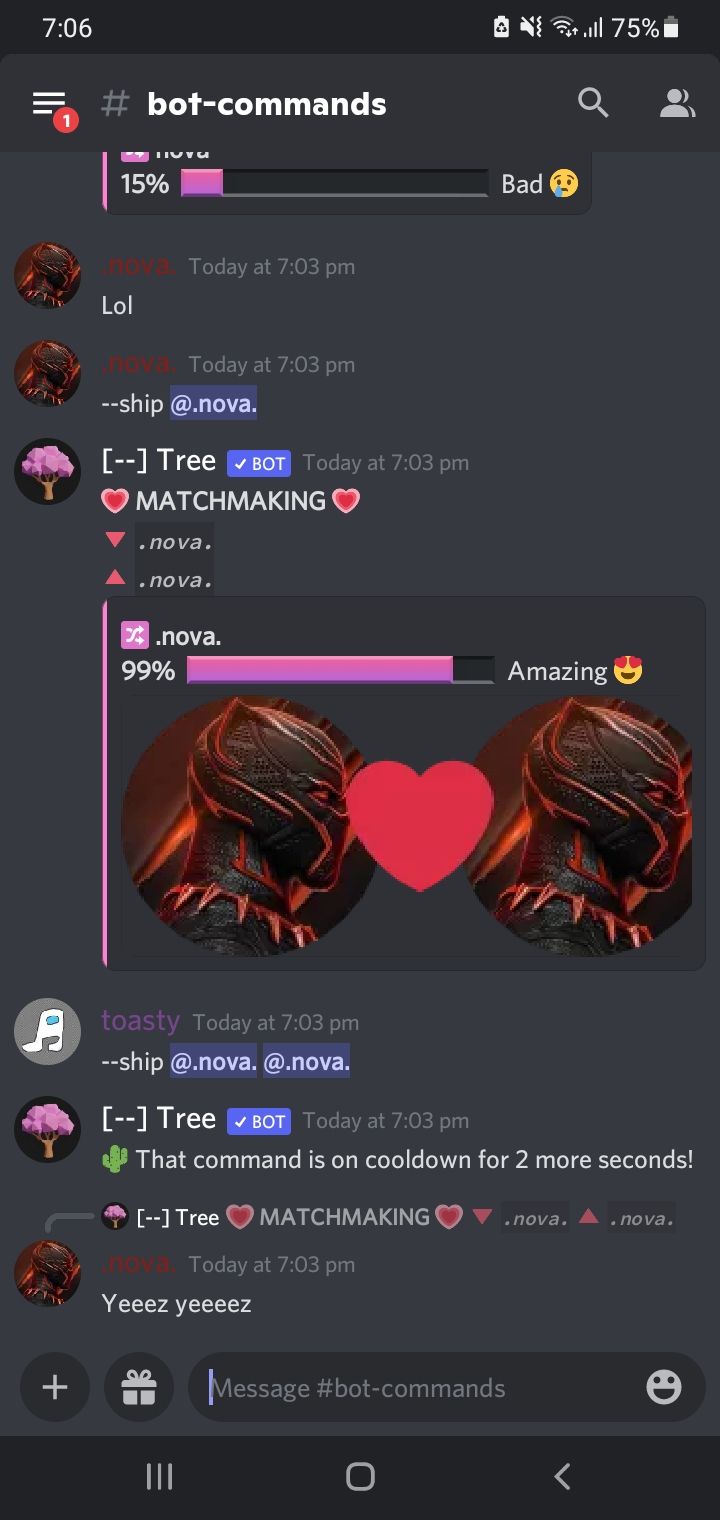 7:06
75%
1
# bot-commands
nova
15% Bad 😢
.nova. Today at 7:03 pm
Lol
.nova. Today at 7:03 pm
--ship @.nova.
[--] Tree ✓ BOT Today at 7:03 pm
💗 MATCHMAKING 💗
🔻 .nova.
🔺 .nova.
🔀 .nova.
99% Amazing 😍
toasty Today at 7:03 pm
--ship @.nova. @.nova.
[--] Tree ✓ BOT Today at 7:03 pm
🌵 That command is on cooldown for 2 more seconds!
[--] Tree 💗 MATCHMAKING 💗 🔻 .nova. 🔺 .nova.
.nova. Today at 7:03 pm
Yeeez yeeeez
Message #bot-commands